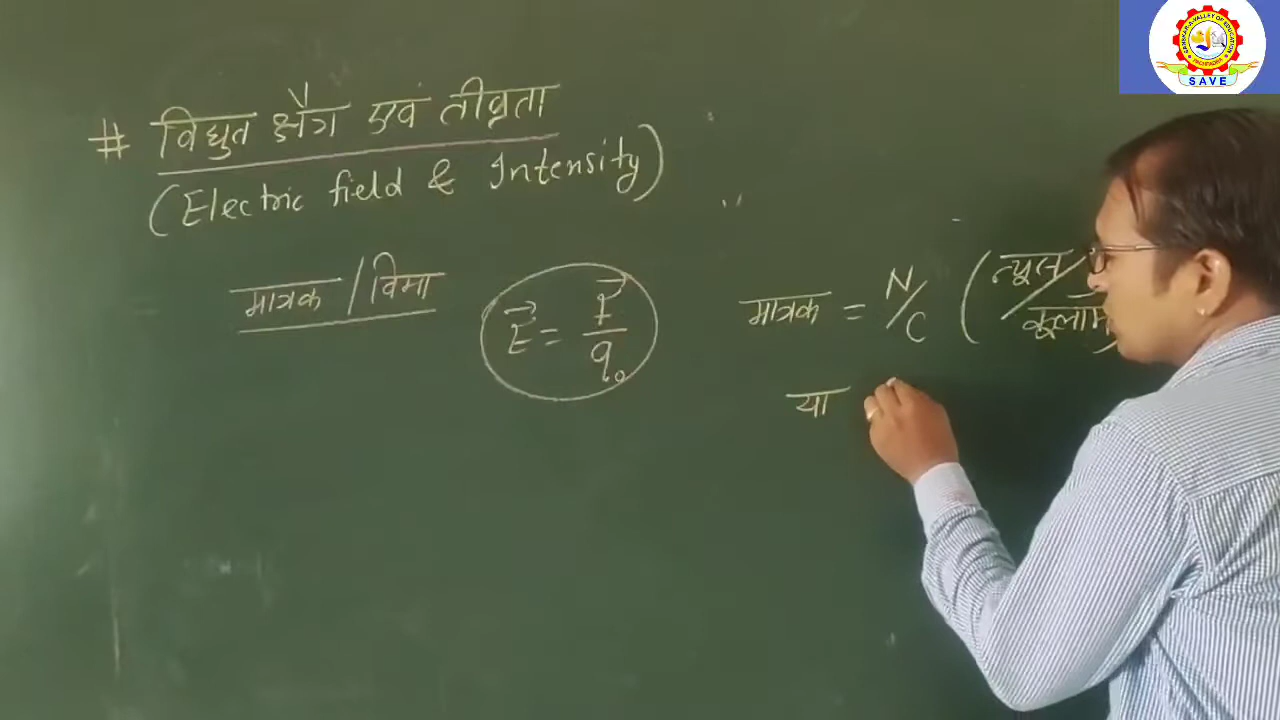 # विद्युत क्षेत्र एवं तीव्रता
(Electric field & Intensity)
मात्रक / विमा
E⃗ = F⃗ / q₀
मात्रक = N/C (न्यूटन/कूलाम)
या
SAVE